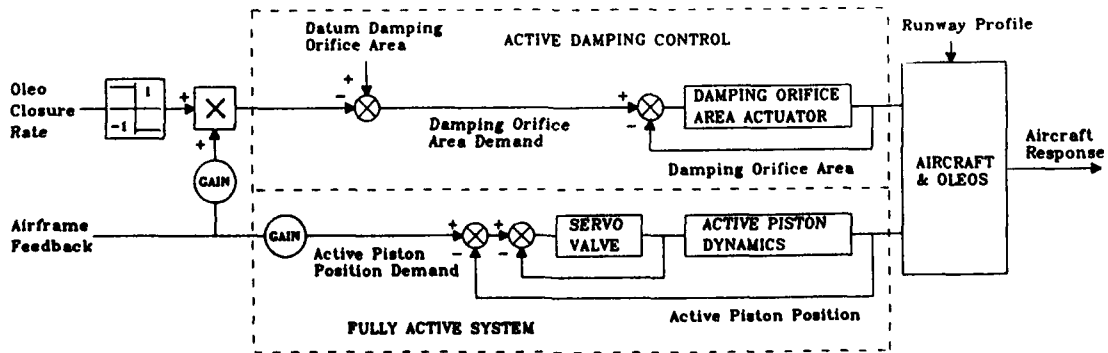 Datum Damping
Orifice Area
ACTIVE DAMPING CONTROL
Runway Profile
Oleo
Closure
Rate
1
-1
+
×
+
+
-
+
-
DAMPING ORIFICE
AREA ACTUATOR
Damping Orifice
Area Demand
Damping Orifice Area
GAIN
AIRCRAFT
& OLEOS
Aircraft
Response
Airframe
Feedback
GAIN
Active Piston
Position Demand
+
-
+
-
SERVO
VALVE
ACTIVE PISTON
DYNAMICS
Active Piston Position
FULLY ACTIVE SYSTEM